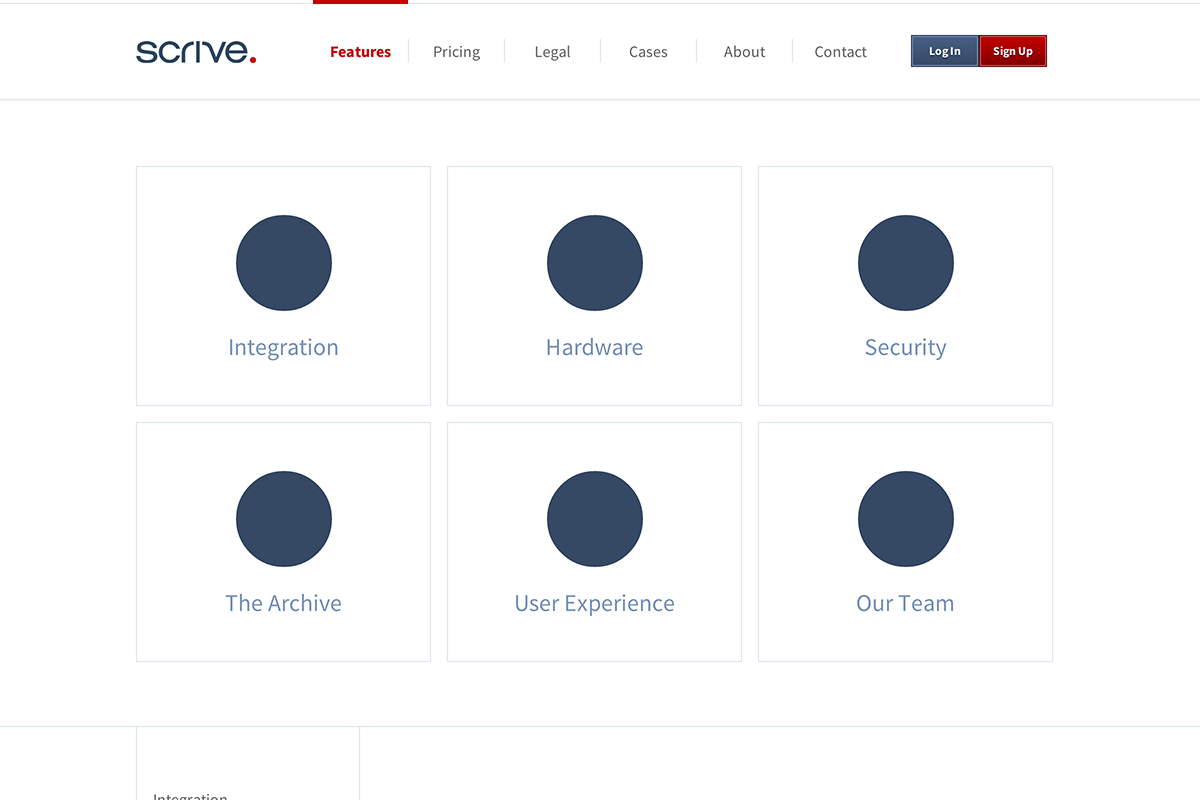 scrive.
Features
Pricing
Legal
Cases
About
Contact
Log In
Sign Up
Integration
Hardware
Security
The Archive
User Experience
Our Team
Integration